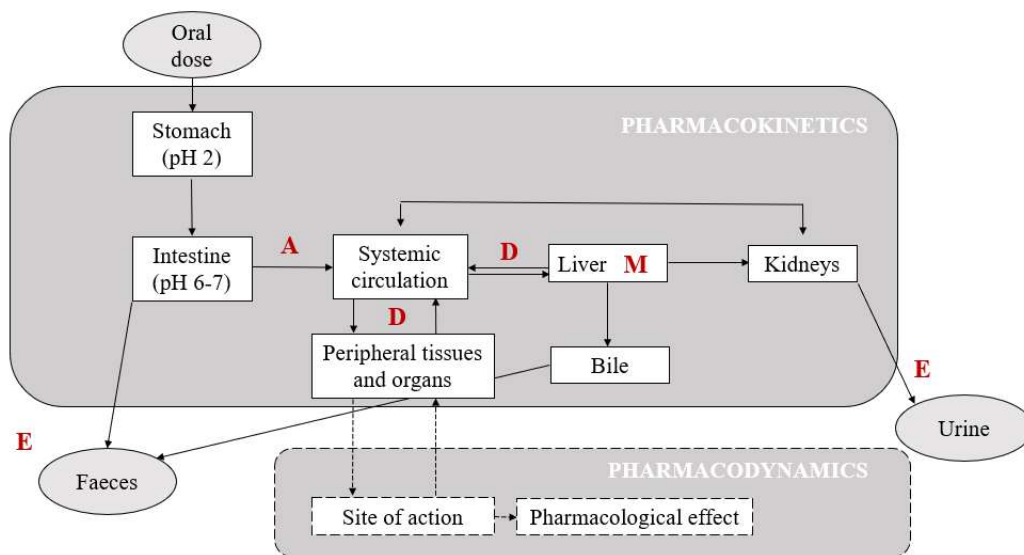 Oral
dose
PHARMACOKINETICS
Stomach
(pH 2)
Intestine
(pH 6-7)
A
Systemic
circulation
D
Liver M
Kidneys
D
Peripheral tissues
and organs
Bile
E
E
Faeces
Urine
PHARMACODYNAMICS
Site of action
Pharmacological effect